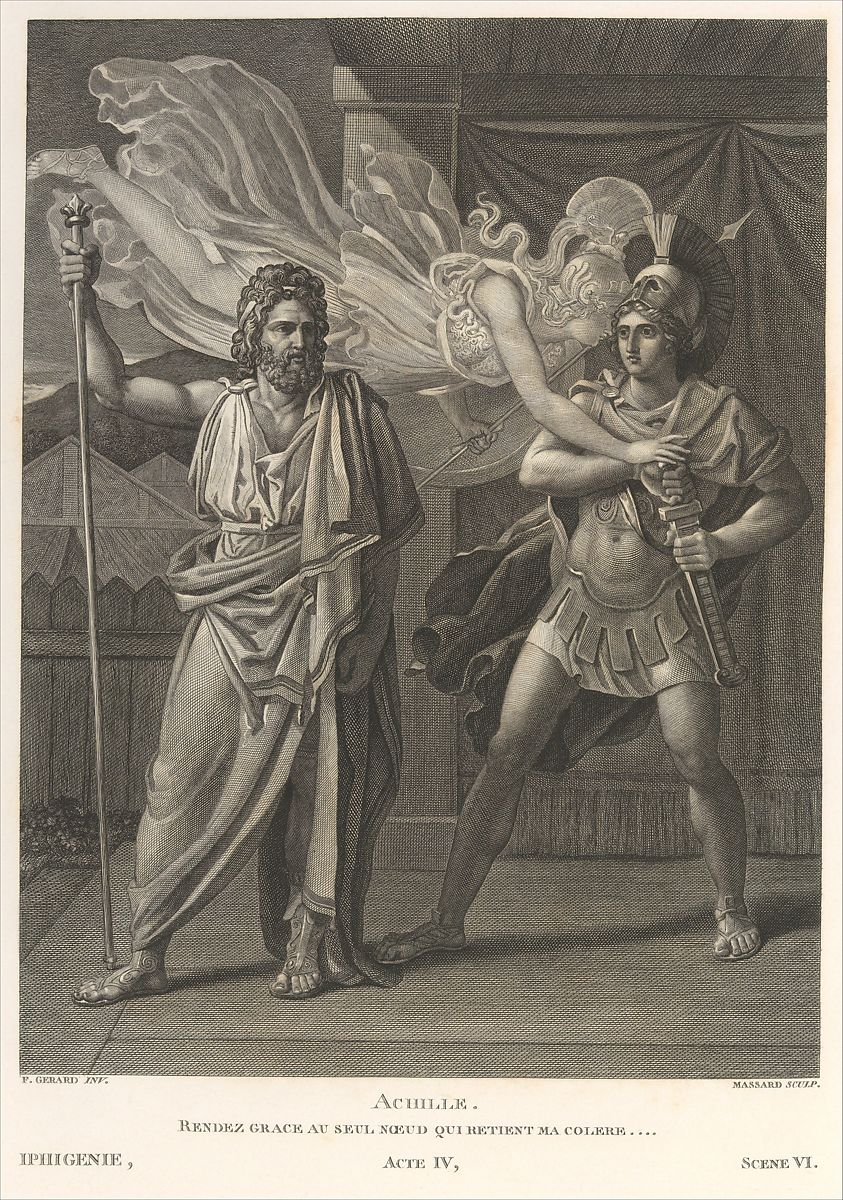 F. GERARD INV.
MASSARD SCULP.
ACHILLE.
RENDEZ GRACE AU SEUL NŒUD QUI RETIENT MA COLERE....
IPHIGENIE, ACTE IV, SCENE VI.